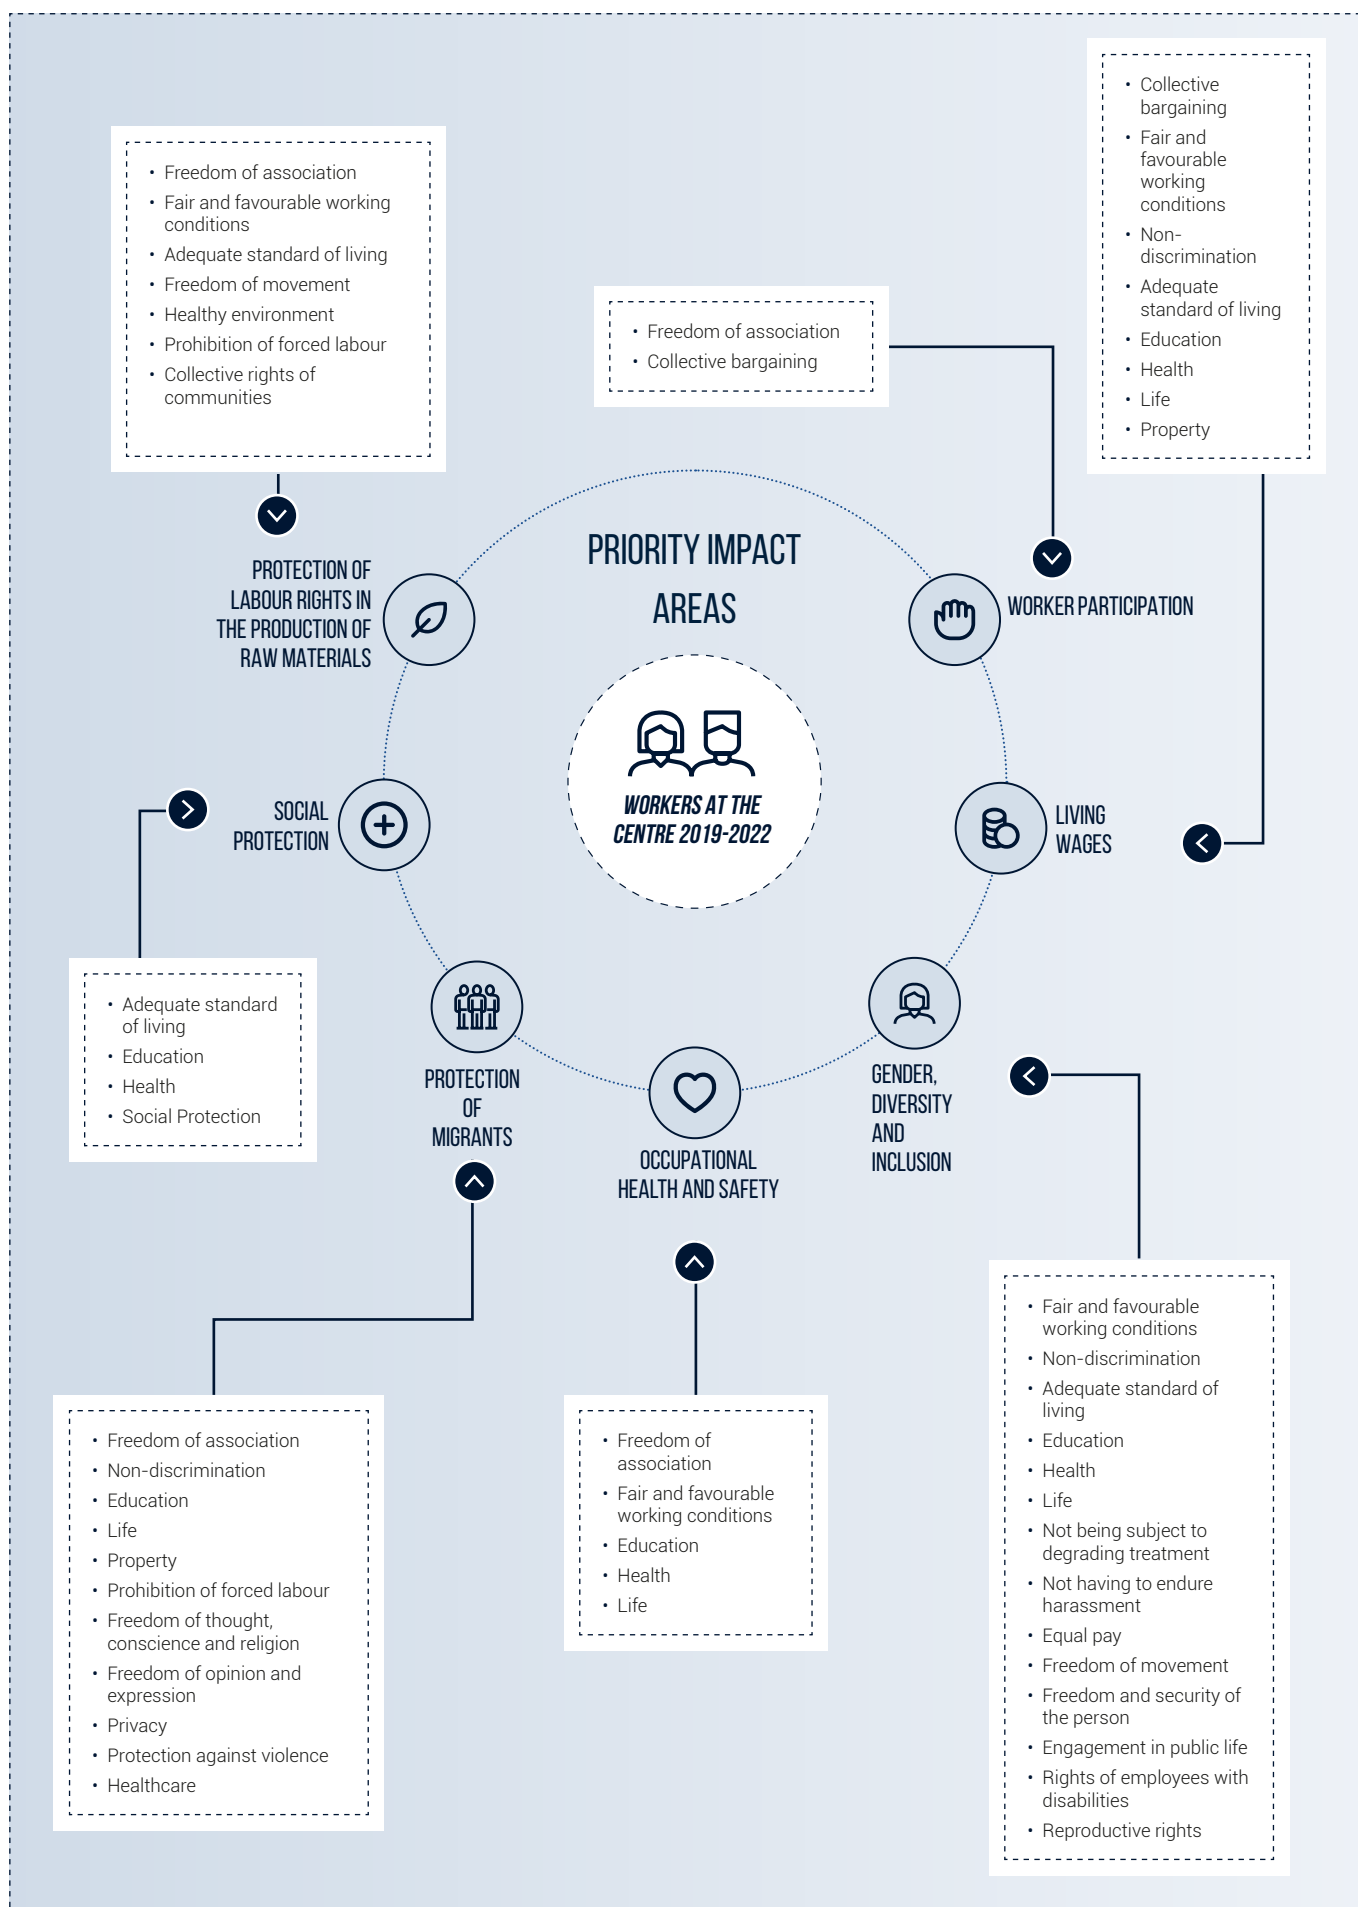 • Collective
bargaining
• Fair and
favourable
working
conditions
• Non-
discrimination
• Adequate
standard of living
• Education
• Health
• Life
• Property
• Freedom of association
• Fair and favourable working
conditions
• Adequate standard of living
• Freedom of movement
• Healthy environment
• Prohibition of forced labour
• Collective rights of
communities
• Freedom of association
• Collective bargaining
PRIORITY IMPACT
AREAS
PROTECTION OF
LABOUR RIGHTS IN
THE PRODUCTION OF
RAW MATERIALS
WORKER PARTICIPATION
WORKERS AT THE
CENTRE 2019-2022
SOCIAL
PROTECTION
LIVING
WAGES
• Adequate standard
of living
• Education
• Health
• Social Protection
PROTECTION
OF
MIGRANTS
OCCUPATIONAL
HEALTH AND SAFETY
GENDER,
DIVERSITY
AND
INCLUSION
• Freedom of association
• Non-discrimination
• Education
• Life
• Property
• Prohibition of forced labour
• Freedom of thought,
conscience and religion
• Freedom of opinion and
expression
• Privacy
• Protection against violence
• Healthcare
• Freedom of
association
• Fair and favourable
working conditions
• Education
• Health
• Life
• Fair and favourable
working conditions
• Non-discrimination
• Adequate standard of
living
• Education
• Health
• Life
• Not being subject to
degrading treatment
• Not having to endure
harassment
• Equal pay
• Freedom of movement
• Freedom and security of
the person
• Engagement in public life
• Rights of employees with
disabilities
• Reproductive rights